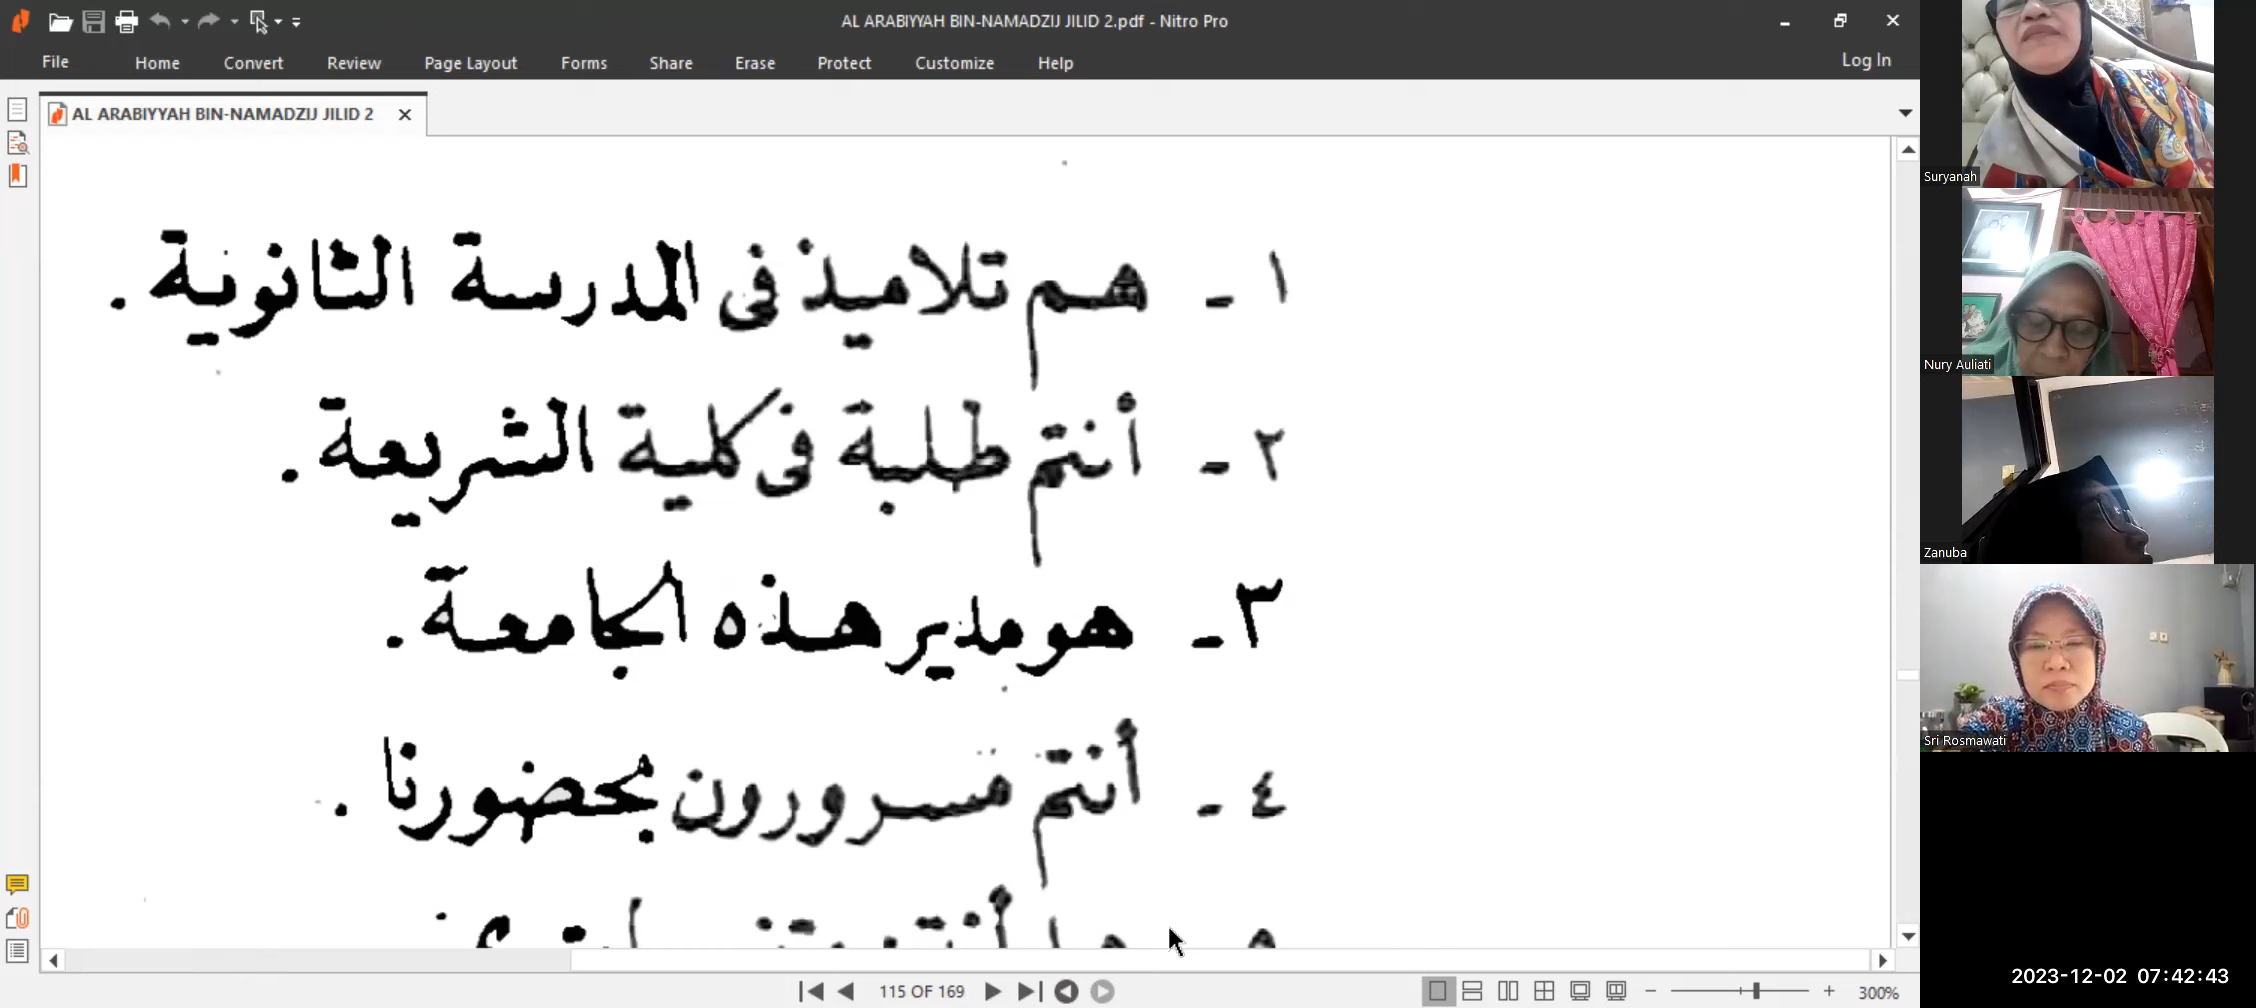 AL ARABIYYAH BIN-NAMADZIJ JILID 2.pdf - Nitro Pro
File Home Convert Review Page Layout Forms Share Erase Protect Customize Help Log In
AL ARABIYYAH BIN-NAMADZIJ JILID 2
١ - هم تلاميذ فى المدرسة الثانوية .
٢ - أنتم طلبة فى كلية الشريعة .
٣ - هو مدير هذه الجامعة .
٤ - أنتم مسرورون بحضورنا .
115 OF 169
300%
Suryanah
Nury Auliati
Zanuba
Sri Rosmawati
2023-12-02 07:42:43